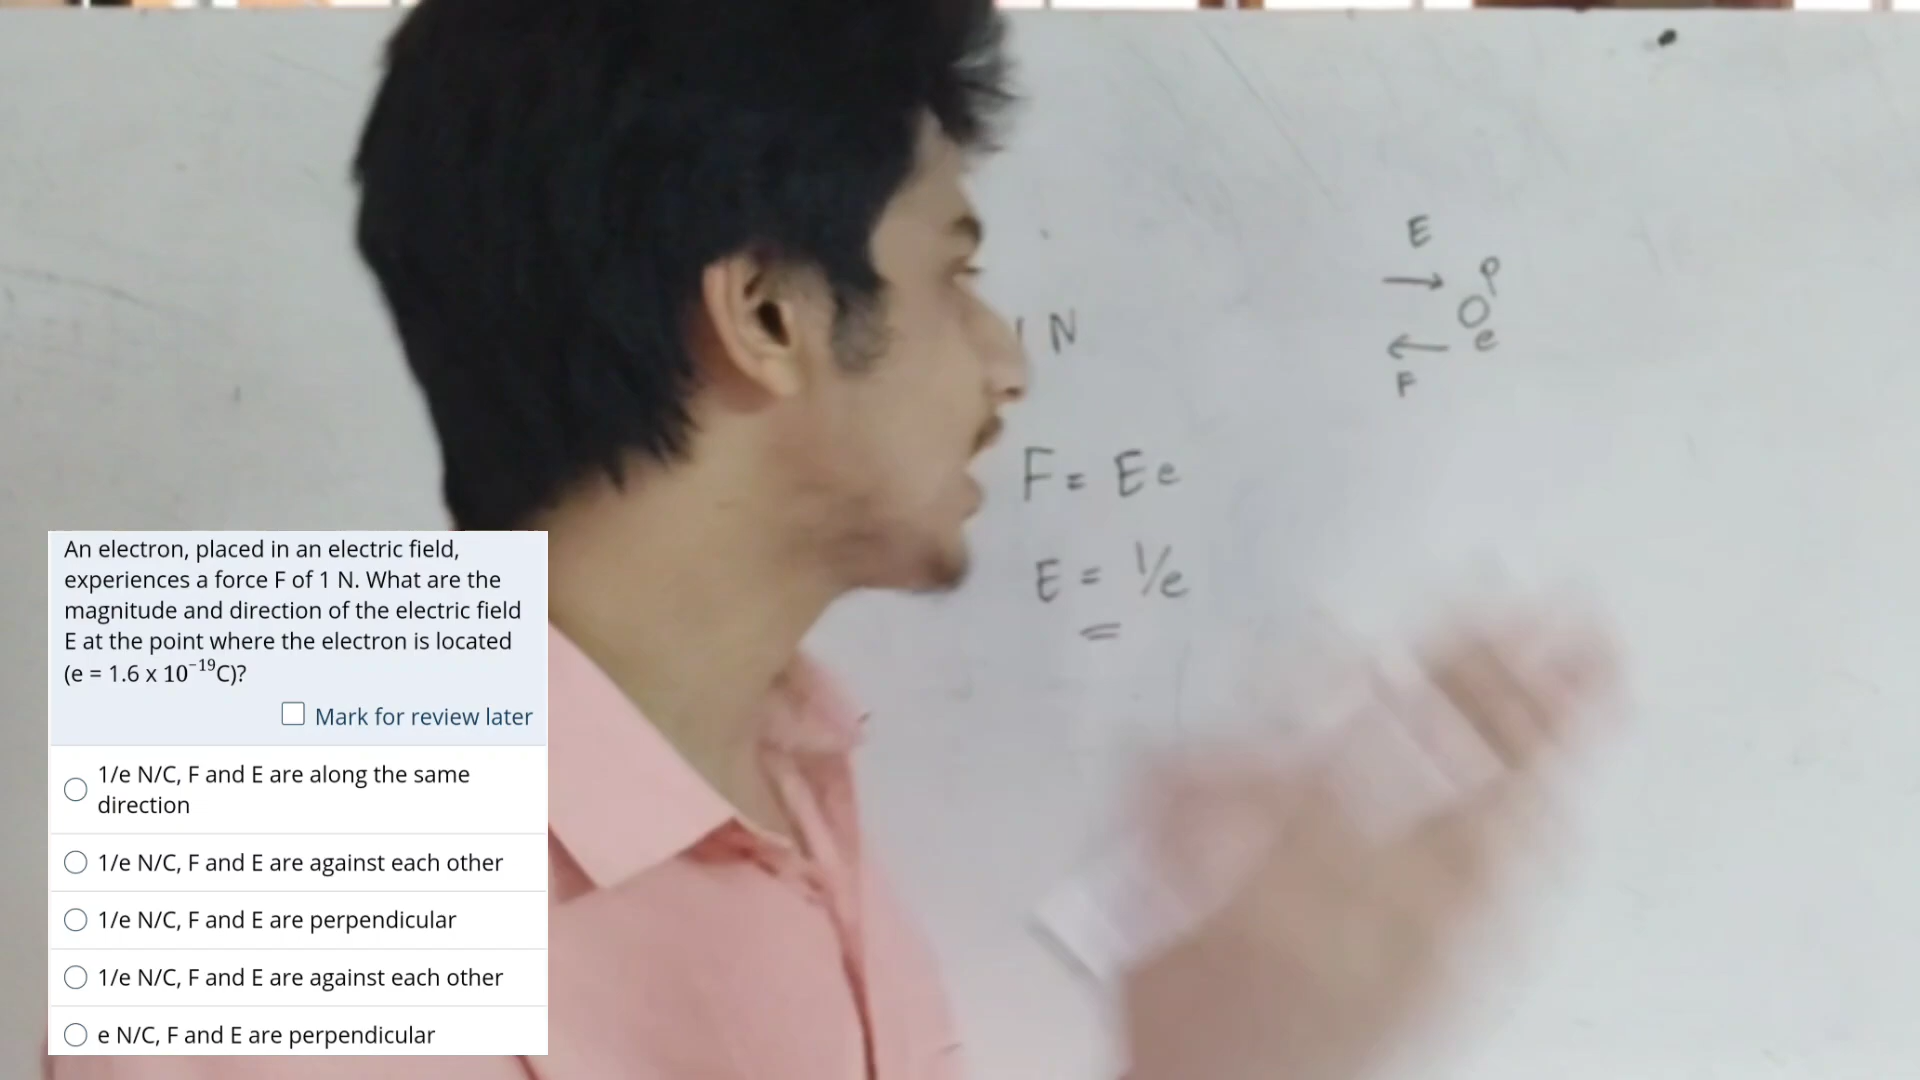 E
P
e
F
1 N
F = E e
E = 1/e
An electron, placed in an electric field,
experiences a force F of 1 N. What are the
magnitude and direction of the electric field
E at the point where the electron is located
(e = 1.6 x 10⁻¹⁹C)?
Mark for review later
1/e N/C, F and E are along the same
direction
1/e N/C, F and E are against each other
1/e N/C, F and E are perpendicular
1/e N/C, F and E are against each other
e N/C, F and E are perpendicular